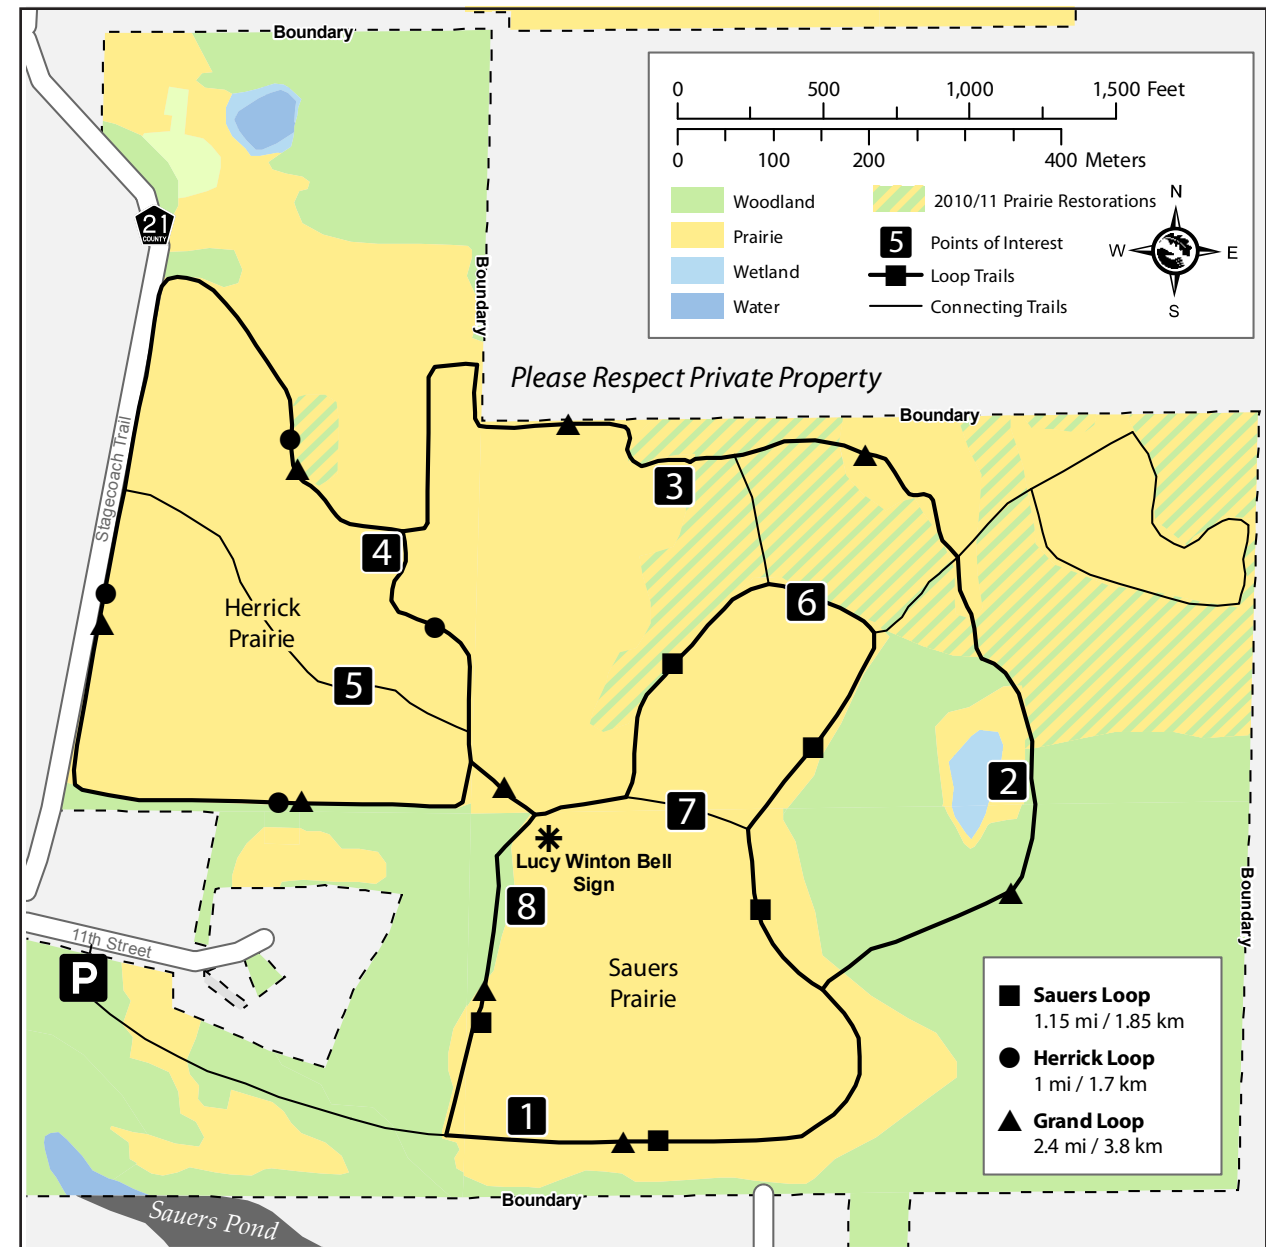 Boundary
0 500 1,000 1,500 Feet
0 100 200 400 Meters
Woodland
2010/11 Prairie Restorations
Prairie
5 Points of Interest
Wetland
Loop Trails
Water
Connecting Trails
N
W E
S
21
COUNTY
Boundary
Please Respect Private Property
Boundary
Stagecoach Trail
3
4
6
Herrick
Prairie
5
2
7
Lucy Winton Bell
Sign
8
Boundary
11th Street
P
Sauers
Prairie
Sauers Loop
1.15 mi / 1.85 km
Herrick Loop
1 mi / 1.7 km
Grand Loop
2.4 mi / 3.8 km
1
Boundary
Sauers Pond